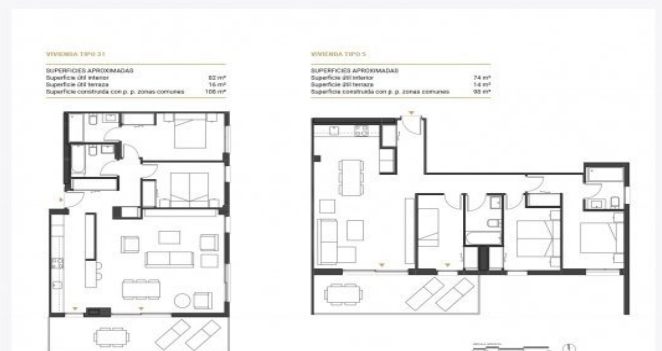 VIVIENDA TIPO 21
SUPERFICIES APROXIMADAS
Superficie útil interior 82 m²
Superficie útil terraza 16 m²
Superficie construida con p. p. zonas comunes 108 m²
VIVIENDA TIPO 5
SUPERFICIES APROXIMADAS
Superficie útil interior 74 m²
Superficie útil terraza 14 m²
Superficie construida con p. p. zonas comunes 98 m²